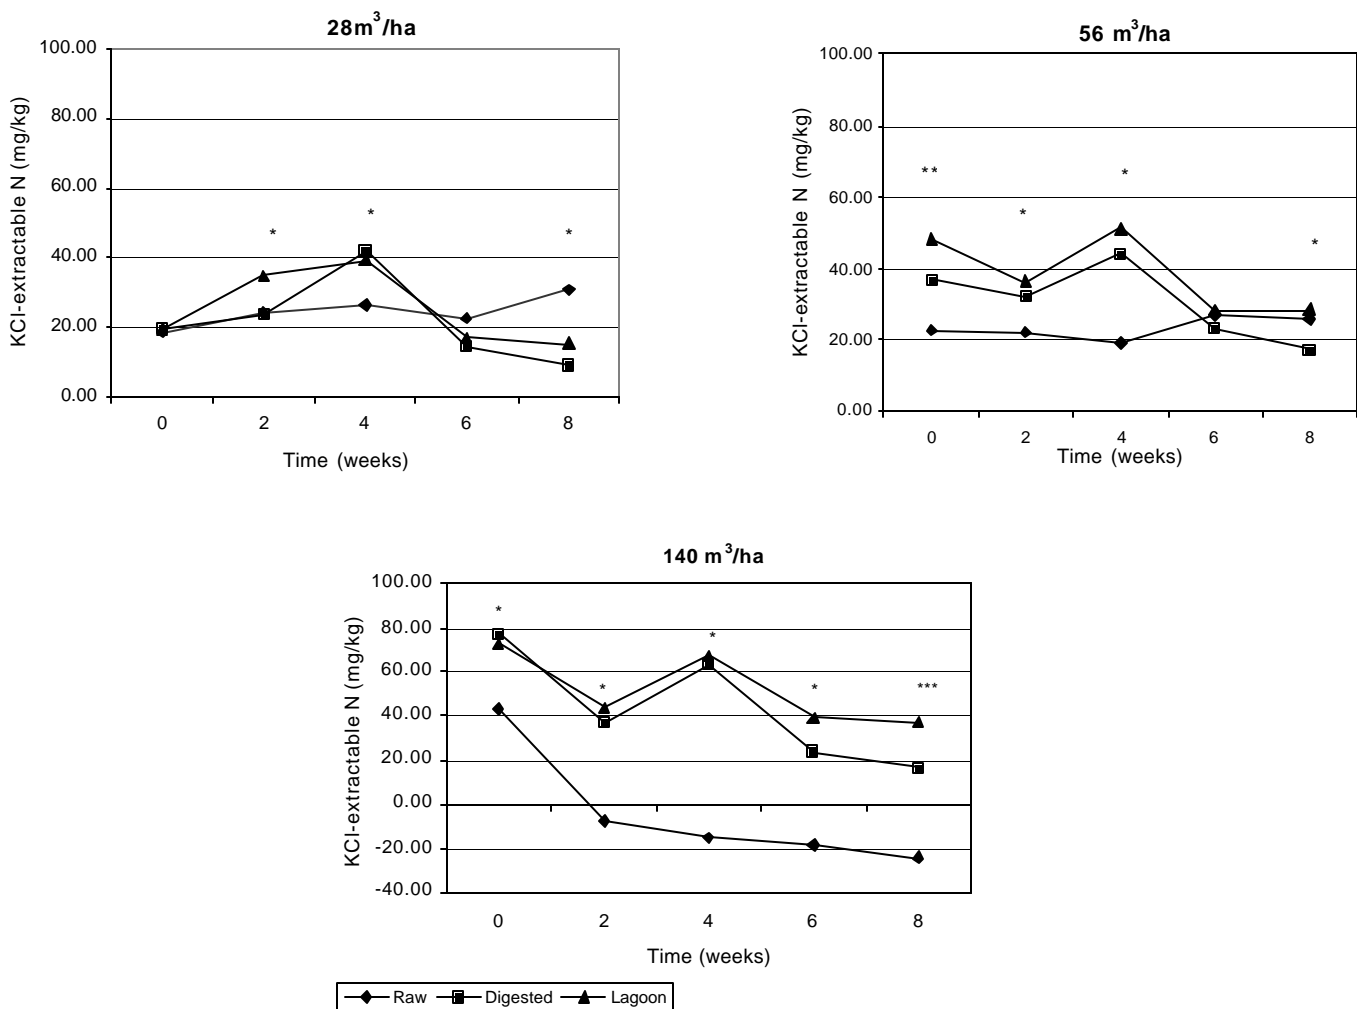 28m³/ha
KCl-extractable N (mg/kg)
100.00
80.00
60.00
40.00
20.00
0.00
*
*
*
0 2 4 6 8
Time (weeks)
56 m³/ha
KCl-extractable N (mg/kg)
100.00
80.00
60.00
40.00
20.00
0.00
**
*
*
*
0 2 4 6 8
Time (weeks)
140 m³/ha
KCl-extractable N (mg/kg)
100.00
80.00
60.00
40.00
20.00
0.00
-20.00
-40.00
*
*
*
*
***
0 2 4 6 8
Time (weeks)
Raw Digested Lagoon